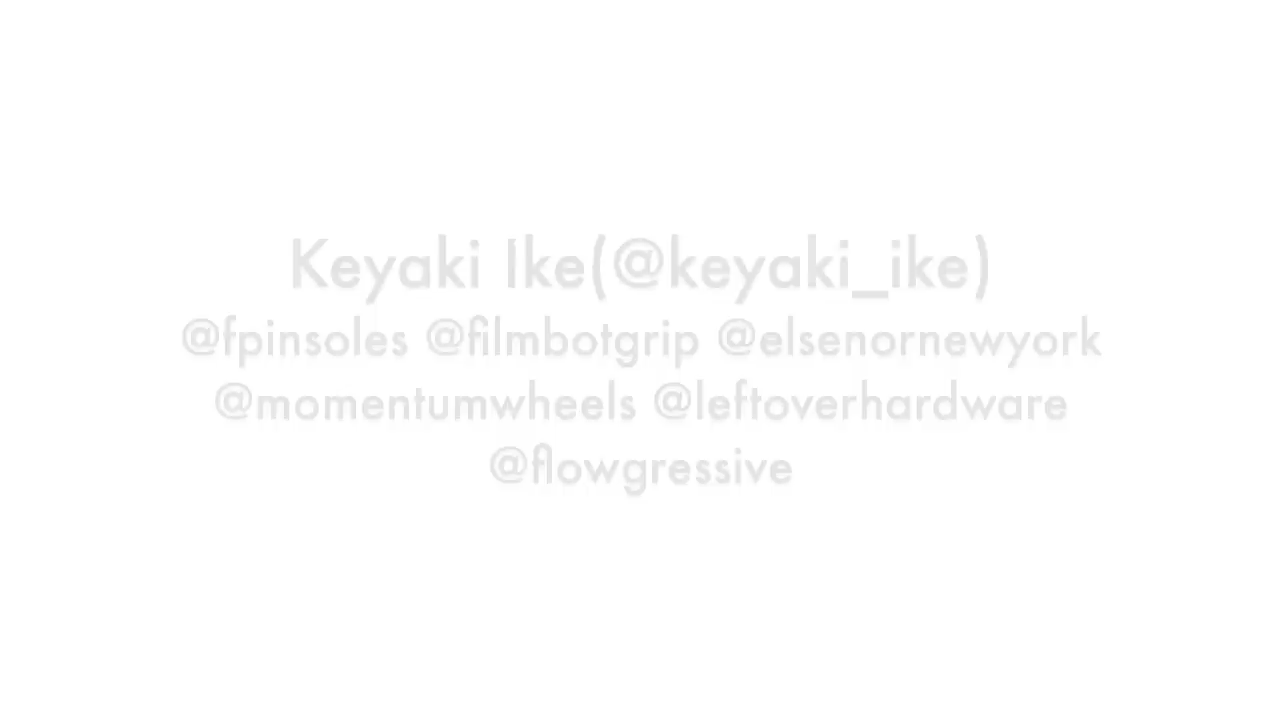 Keyaki Ike(@keyaki_ike)
@fpinsoles @filmbotgrip @elsenornewyork
@momentumwheels @leftoverhardware
@flowgressive